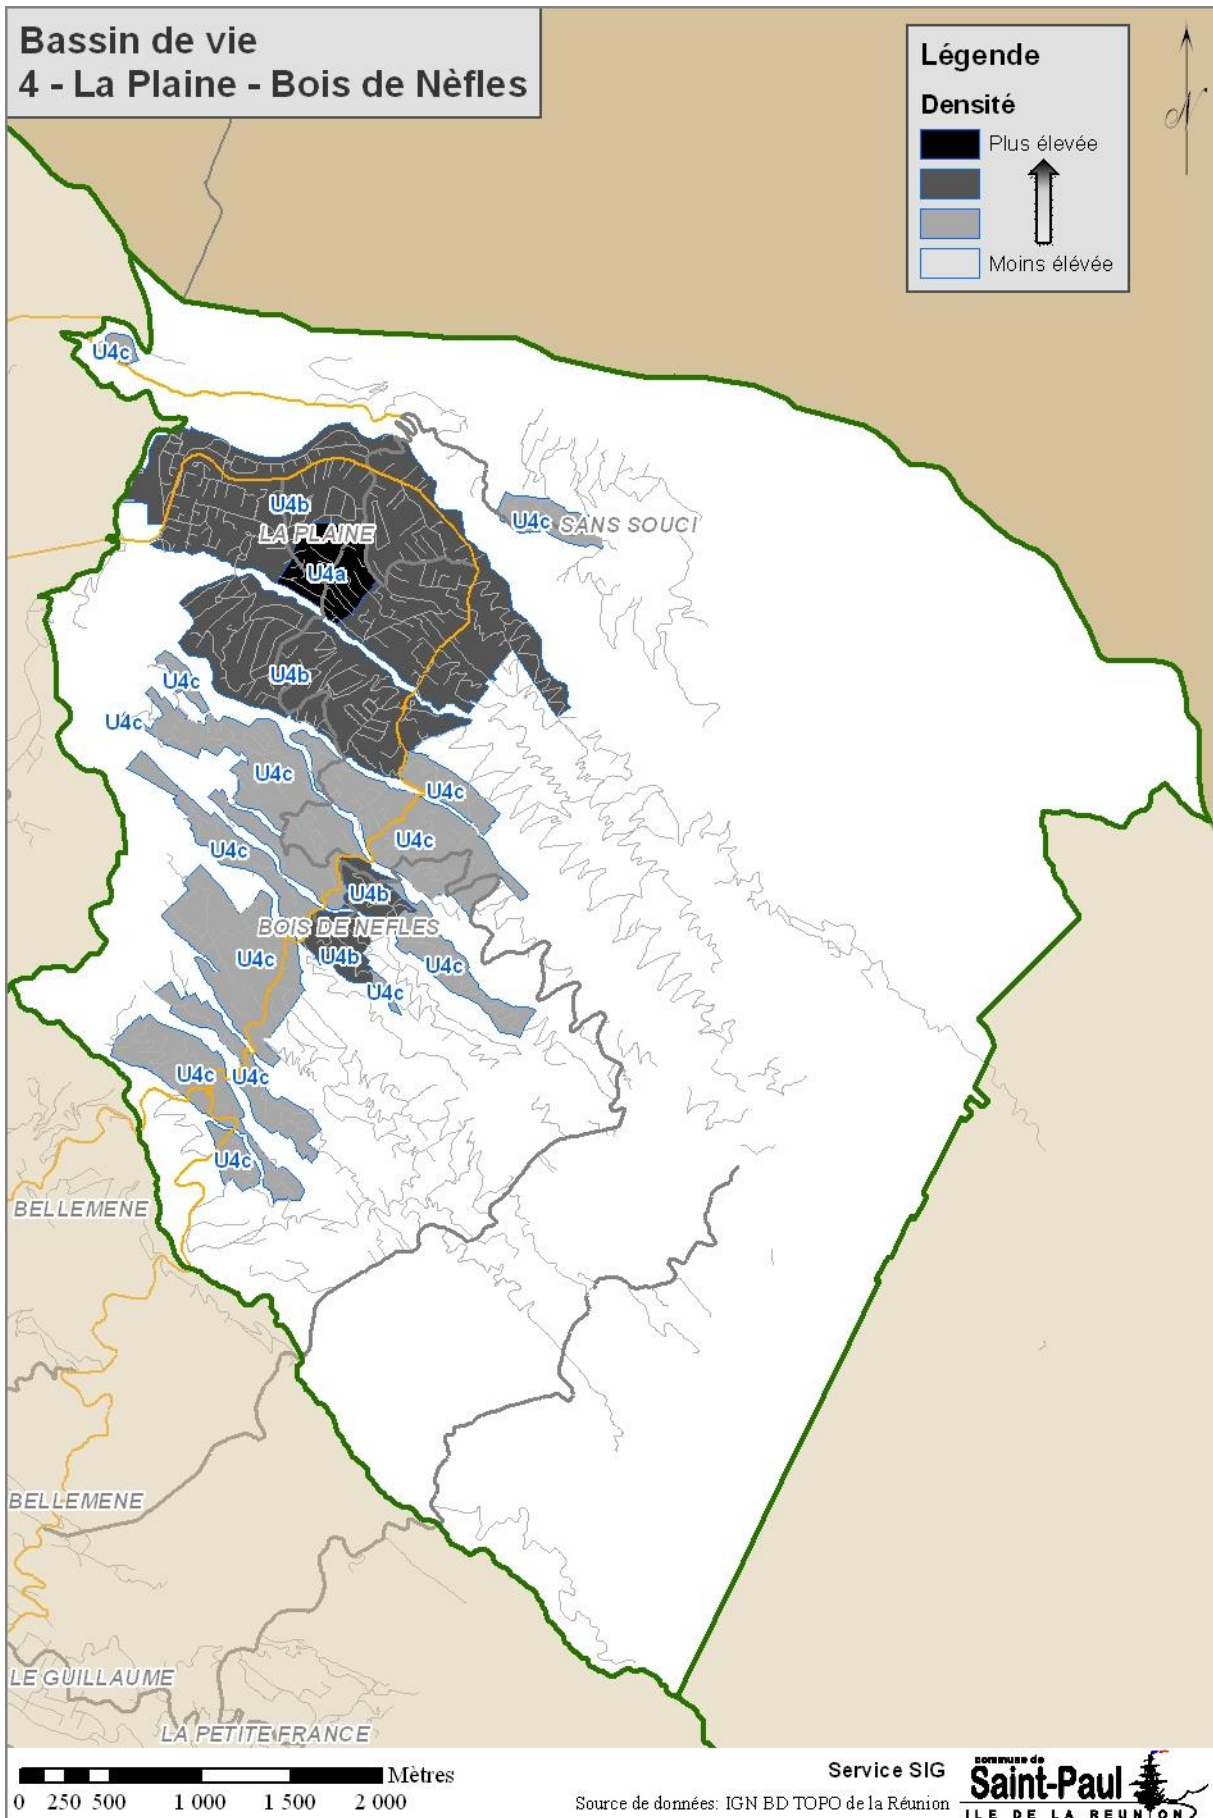 Bassin de vie
4 - La Plaine - Bois de Nèfles
Légende
Densité
Plus élevée
Moins élévée
N
U4c
U4b
LA PLAINE
U4a
U4c
SANS SOUCI
U4b
U4c
U4c
U4c
U4c
U4c
U4c
U4b
BOIS DE NEFLES
U4c
U4b
U4c
U4c
U4c
U4c
U4c
BELLEMENE
BELLEMENE
LE GUILLAUME
LA PETITE FRANCE
Mètres
0 250 500 1 000 1 500 2 000
Service SIG
Source de données: IGN BD TOPO de la Réunion
commune de
Saint-Paul
ILE DE LA REUNION